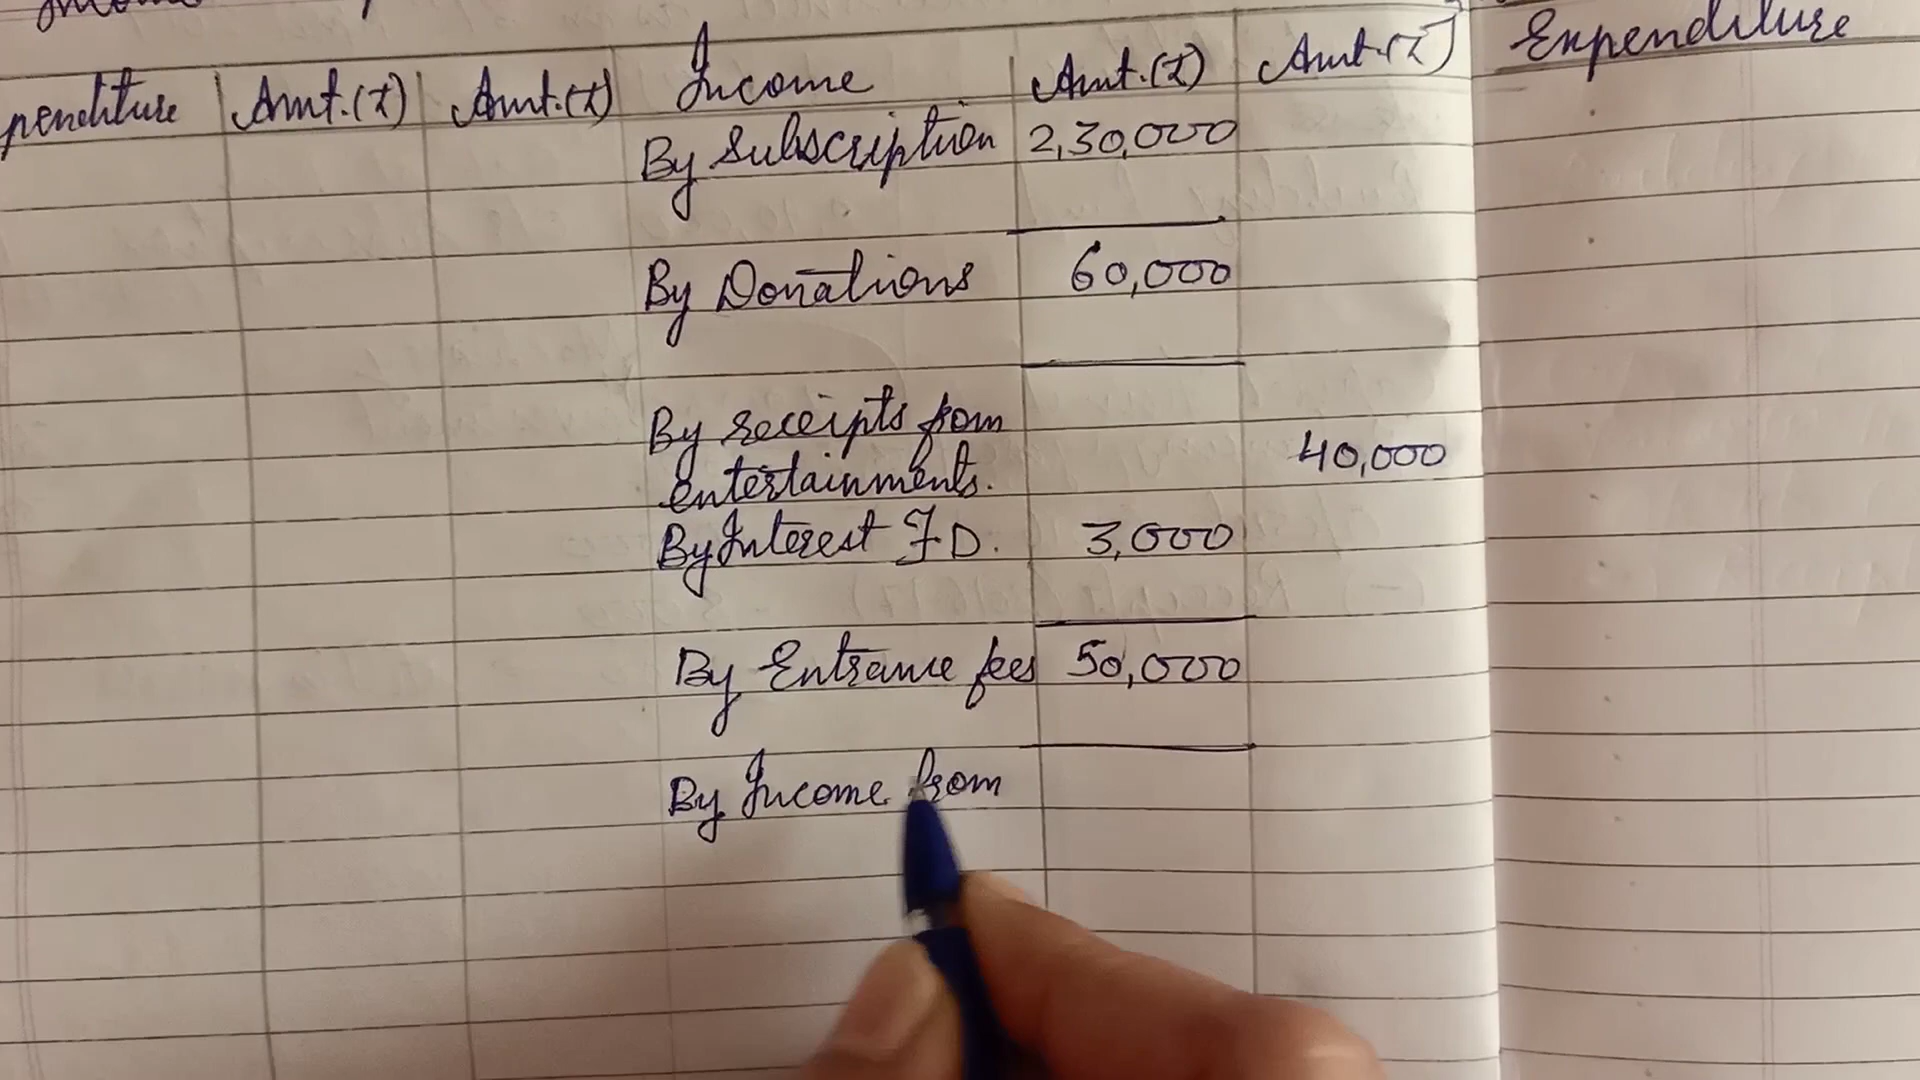 penditure Amt.(₹) Amt.(₹) Income Amt.(₹) Amt.(₹) Expenditure
By Subscription 2,30,000
By Donations 60,000
By receipts from
entertainments. 40,000
By Interest F.D. 3,000
By Entrance fees 50,000
By Income from